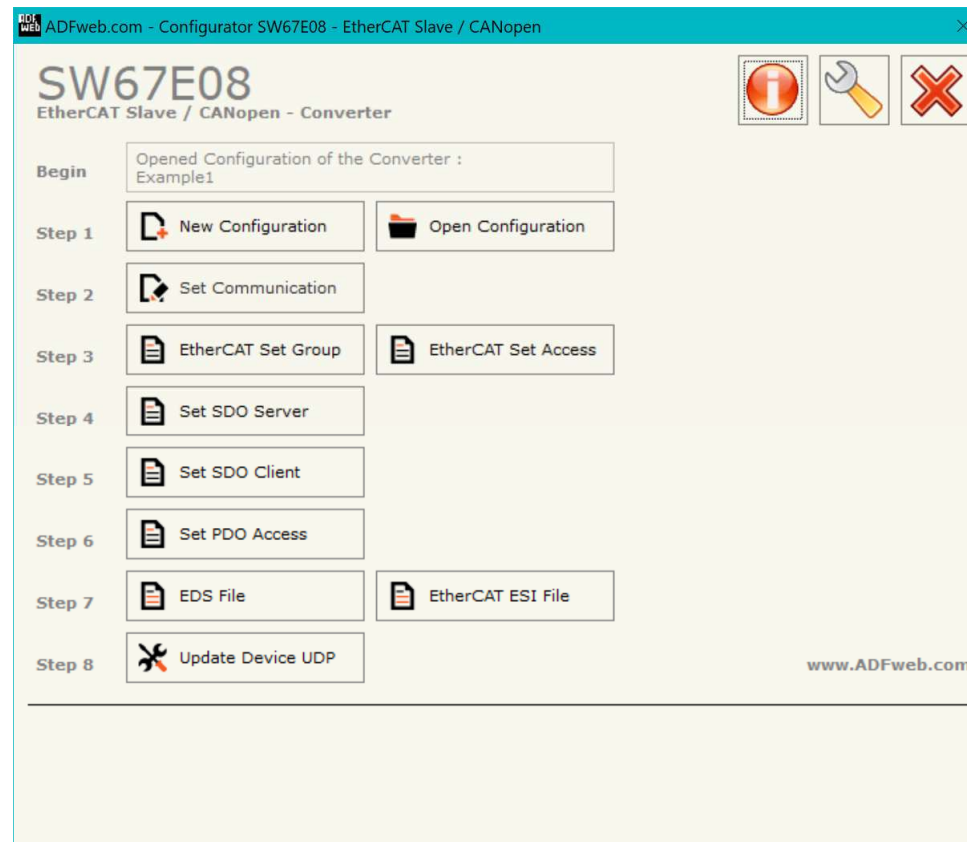 ADFweb.com - Configurator SW67E08 - EtherCAT Slave / CANopen
SW67E08
EtherCAT Slave / CANopen - Converter
Begin
Opened Configuration of the Converter :
Example1
Step 1
New Configuration
Open Configuration
Step 2
Set Communication
Step 3
EtherCAT Set Group
EtherCAT Set Access
Step 4
Set SDO Server
Step 5
Set SDO Client
Step 6
Set PDO Access
Step 7
EDS File
EtherCAT ESI File
Step 8
Update Device UDP
www.ADFweb.com